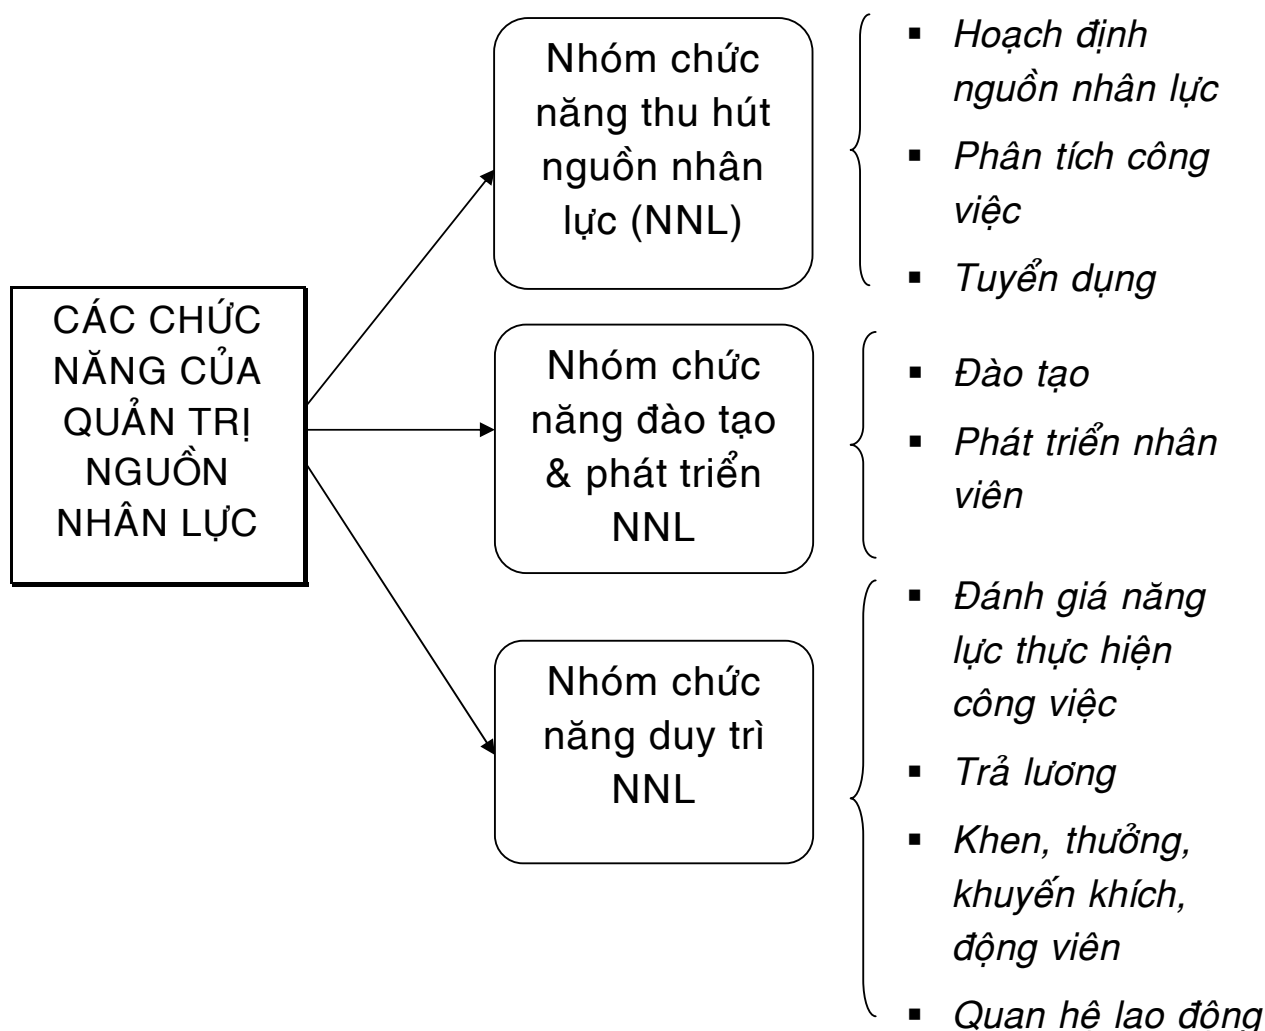 CÁC CHỨC
NĂNG CỦA
QUẢN TRỊ
NGUỒN
NHÂN LỰC
Nhóm chức
năng thu hút
nguồn nhân
lực (NNL)
▪ Hoạch định
nguồn nhân lực
▪ Phân tích công
việc
▪ Tuyển dụng
Nhóm chức
năng đào tạo
& phát triển
NNL
▪ Đào tạo
▪ Phát triển nhân
viên
Nhóm chức
năng duy trì
NNL
▪ Đánh giá năng
lực thực hiện
công việc
▪ Trả lương
▪ Khen, thưởng,
khuyến khích,
động viên
▪ Quan hệ lao động